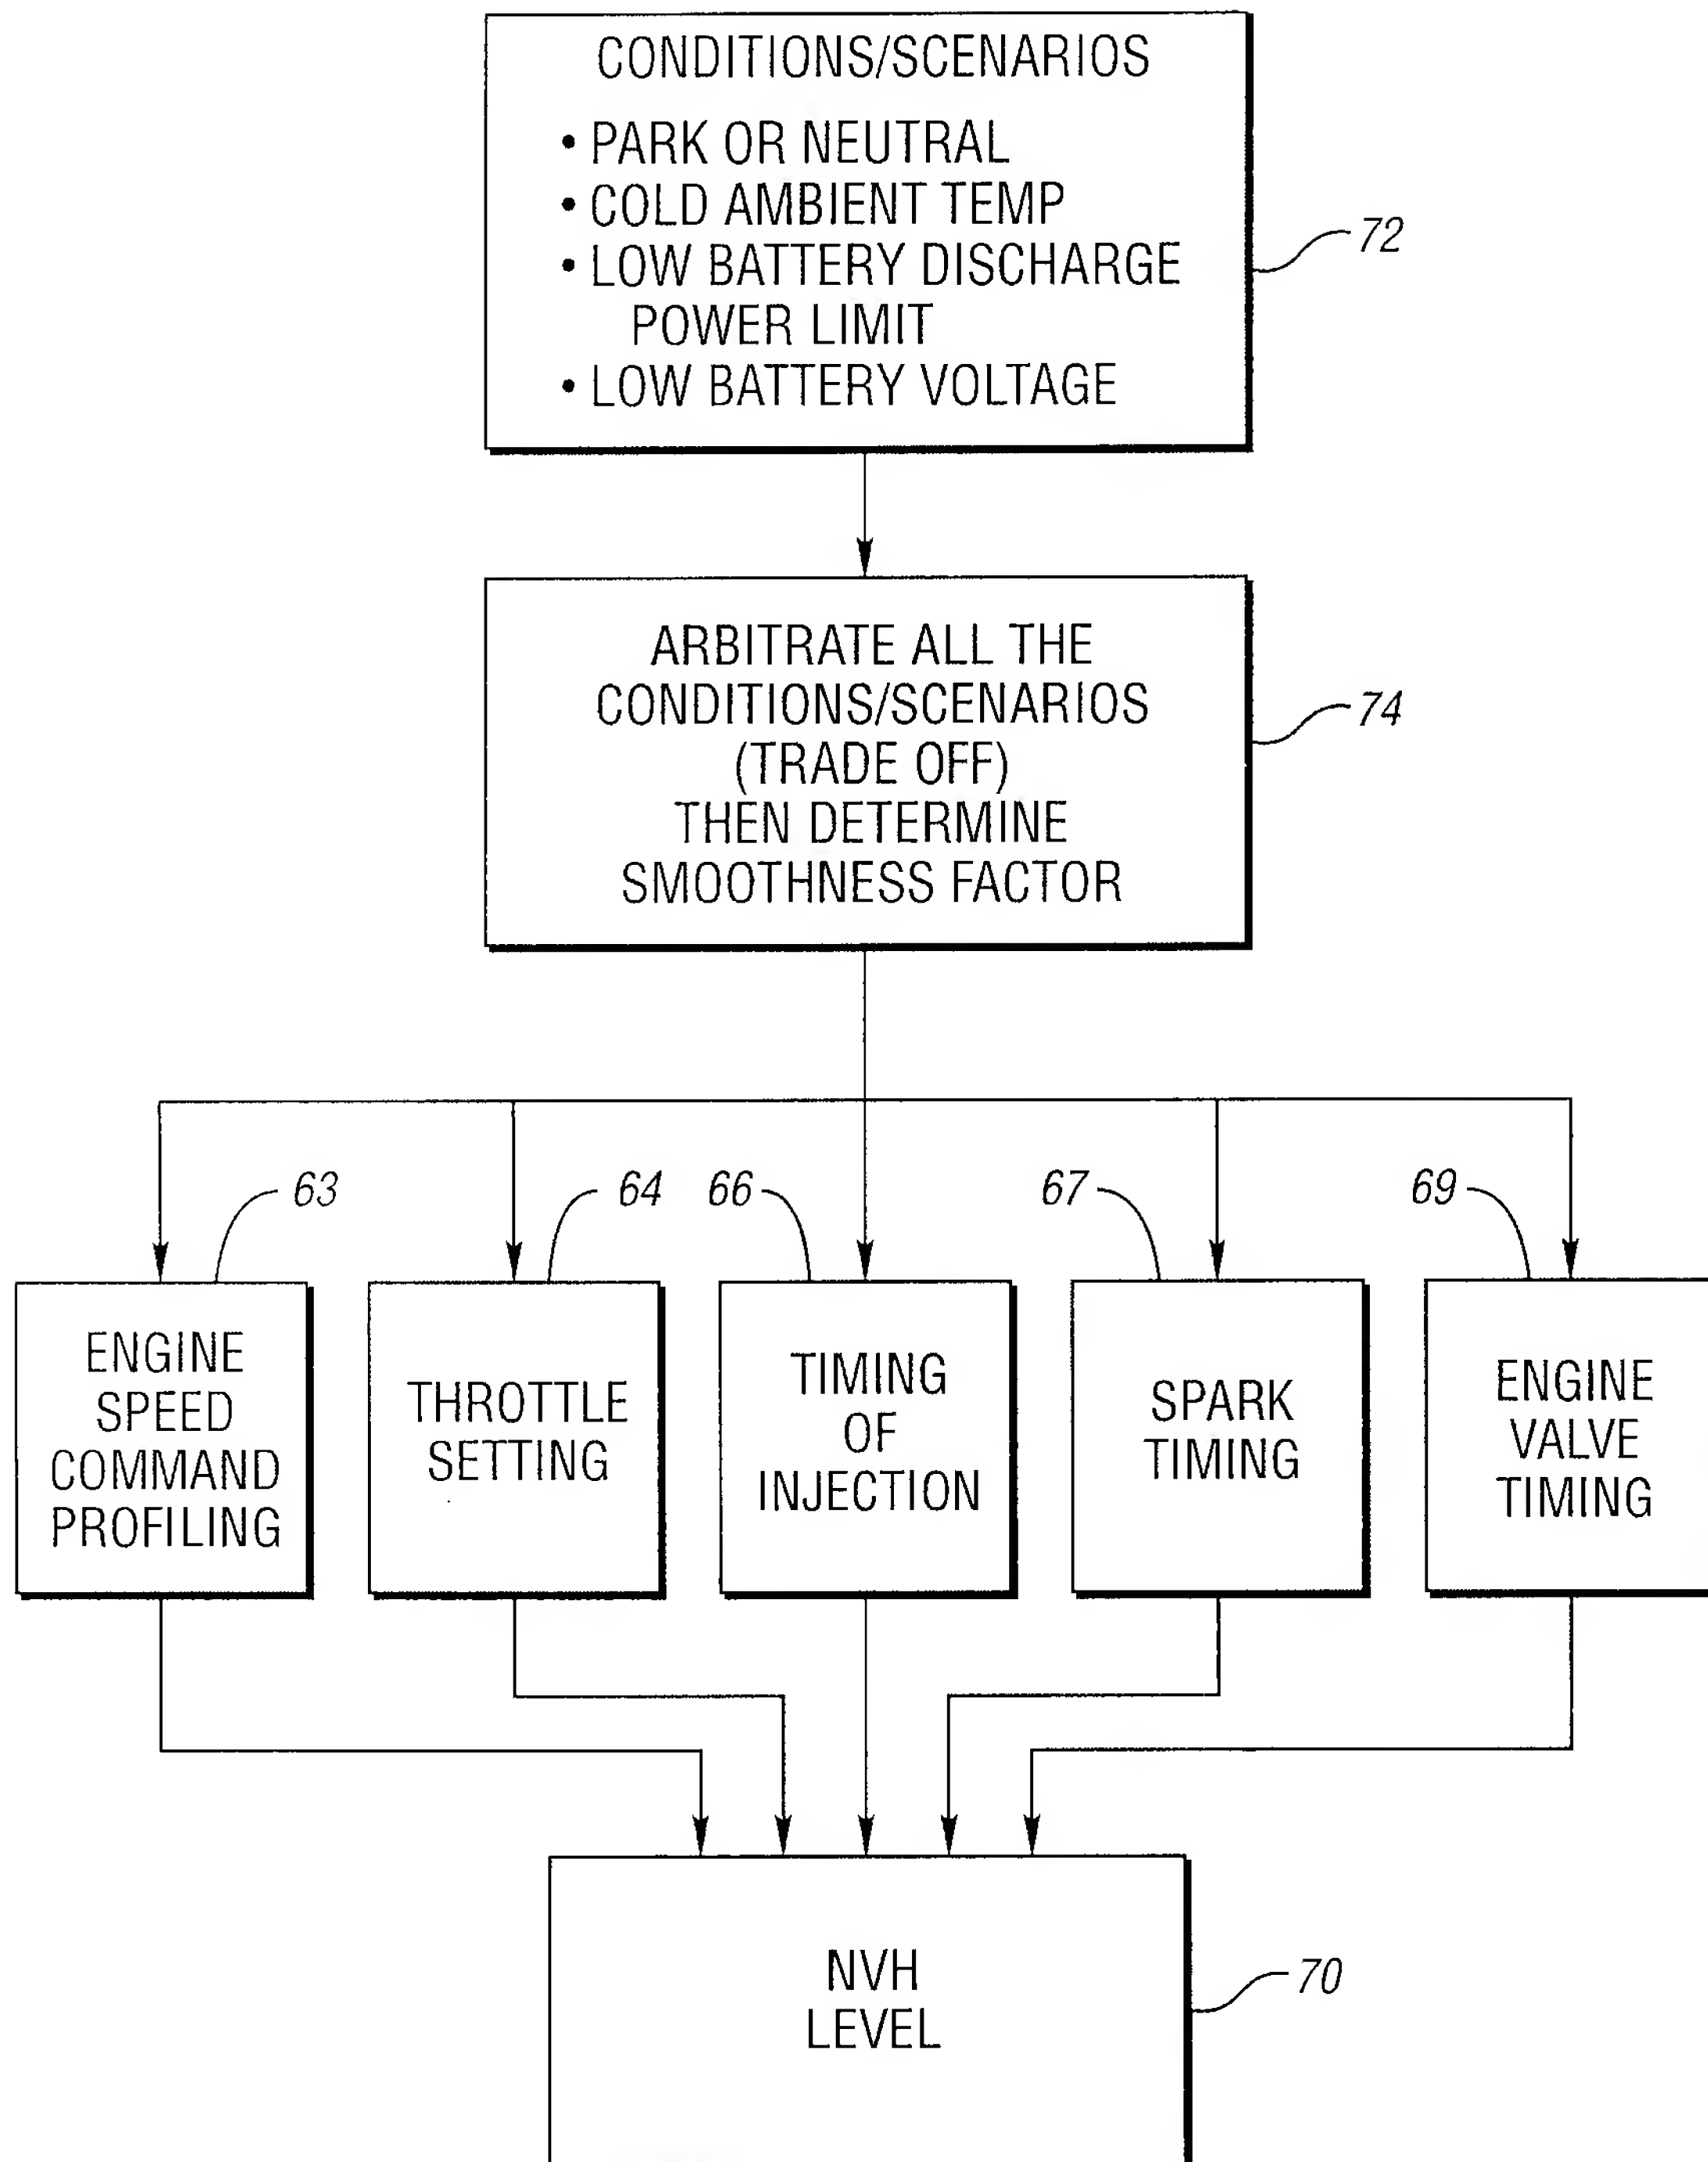 CONDITIONS/SCENARIOS
• PARK OR NEUTRAL
• COLD AMBIENT TEMP
• LOW BATTERY DISCHARGE
POWER LIMIT
• LOW BATTERY VOLTAGE
72
ARBITRATE ALL THE
CONDITIONS/SCENARIOS
(TRADE OFF)
THEN DETERMINE
SMOOTHNESS FACTOR
74
63
64
66
67
69
ENGINE
SPEED
COMMAND
PROFILING
THROTTLE
SETTING
TIMING
OF
INJECTION
SPARK
TIMING
ENGINE
VALVE
TIMING
NVH
LEVEL
70